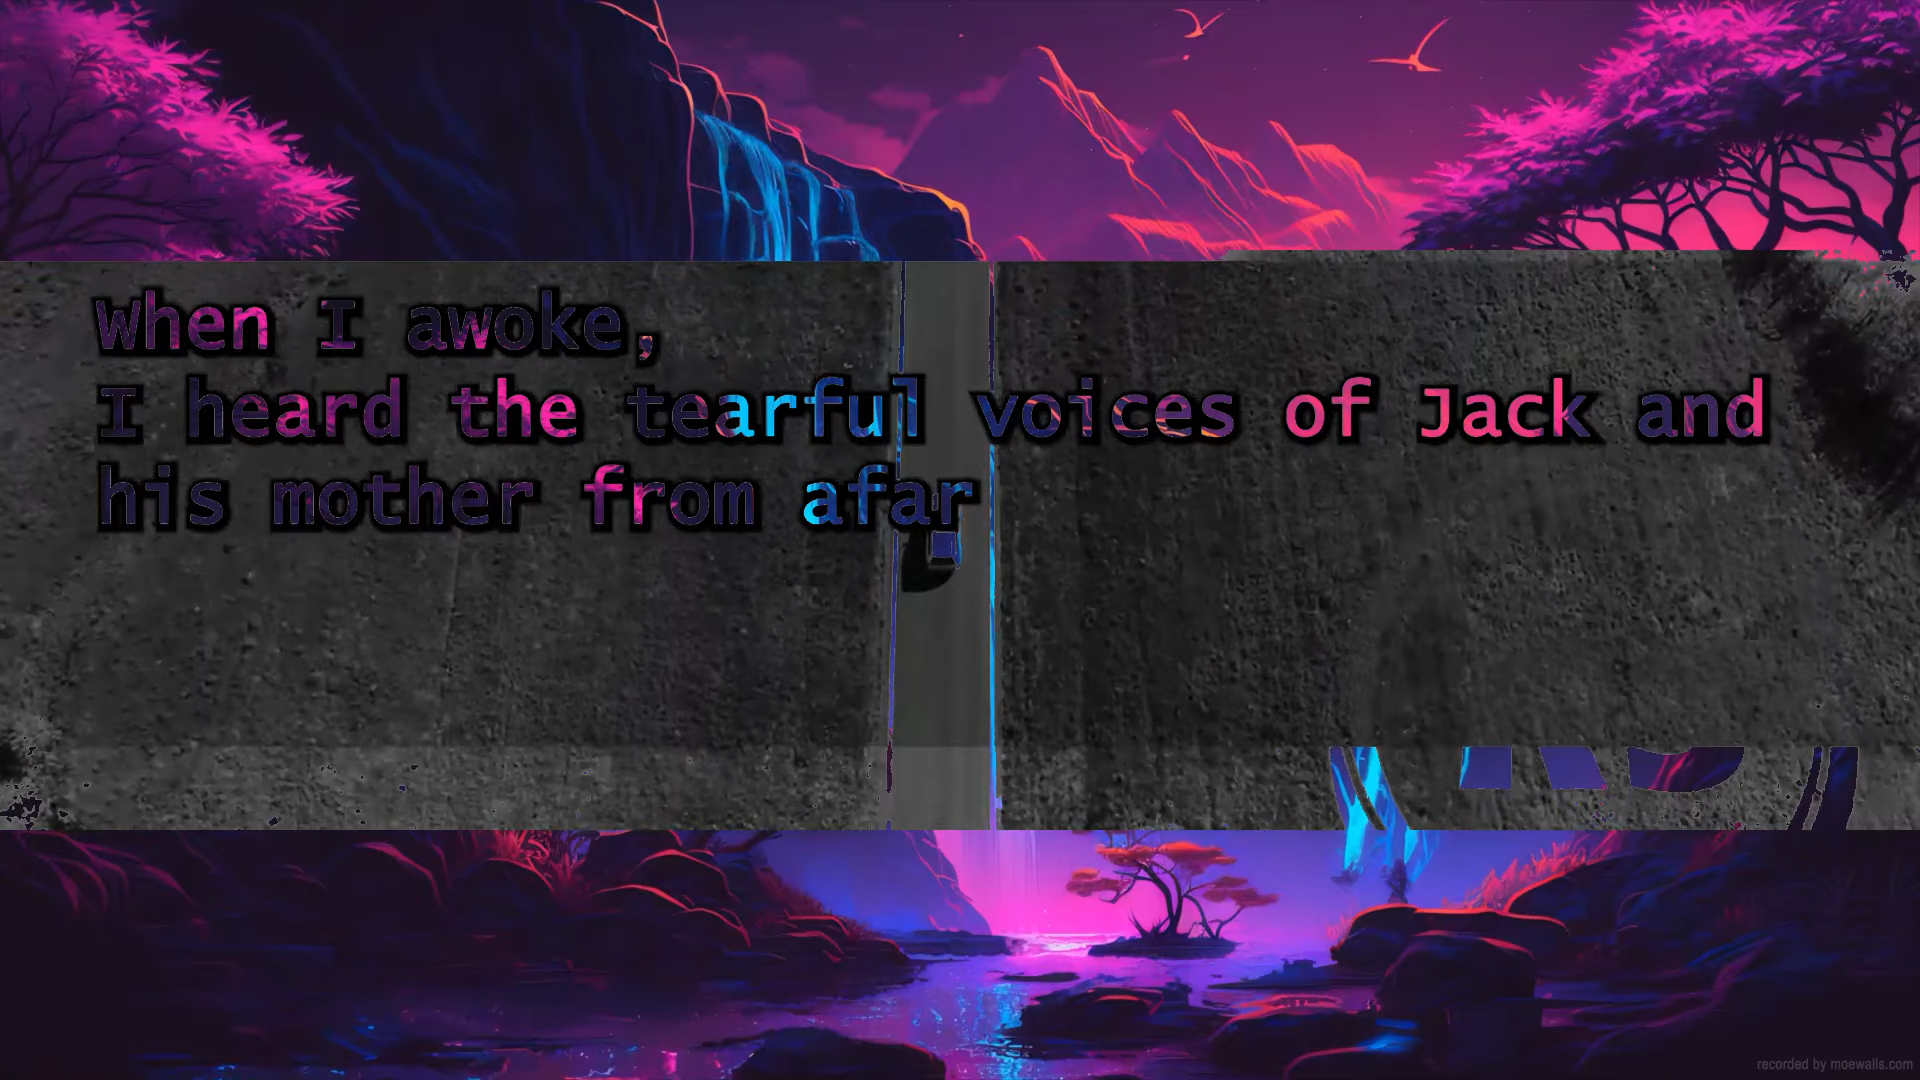 When I awoke,
I heard the tearful voices of Jack and
his mother from afar
recorded by moewalls.com